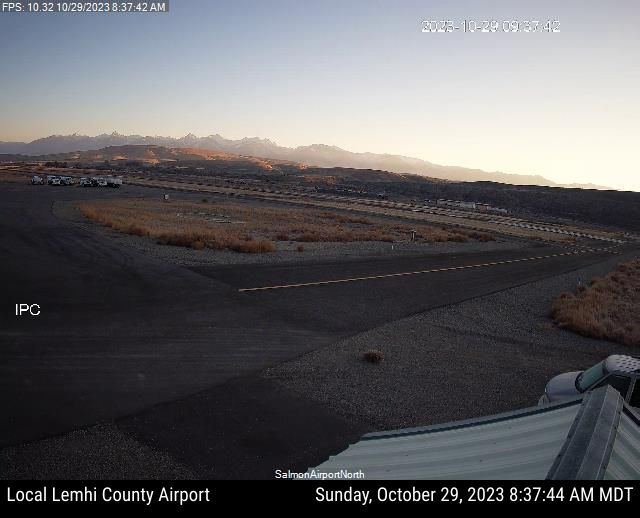 FPS: 10.32 10/29/2023 8:37:42 AM
2023-10-29 09:37:42
IPC
SalmonAirportNorth
Local Lemhi County Airport Sunday, October 29, 2023 8:37:44 AM MDT